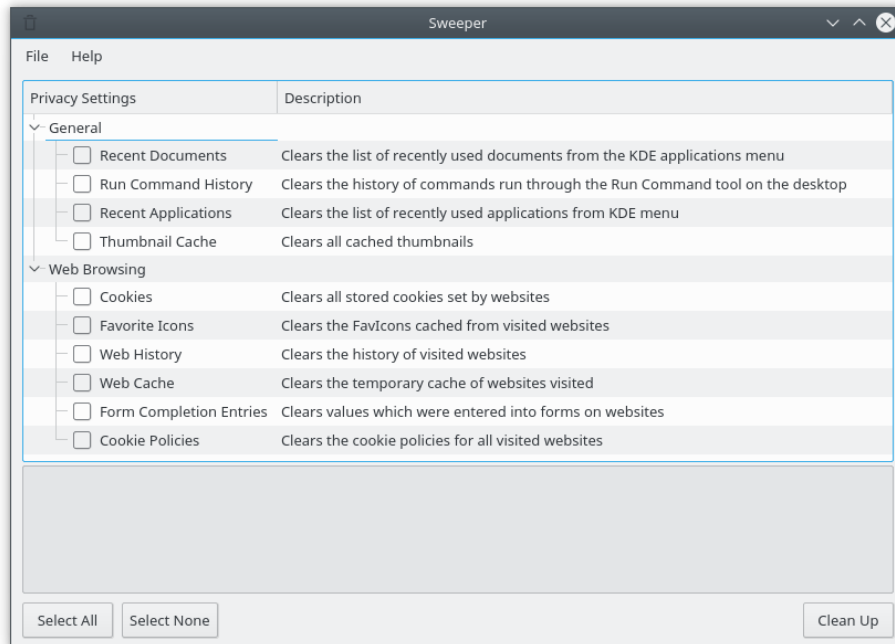 Sweeper
File Help
Privacy Settings Description
General
Recent Documents Clears the list of recently used documents from the KDE applications menu
Run Command History Clears the history of commands run through the Run Command tool on the desktop
Recent Applications Clears the list of recently used applications from KDE menu
Thumbnail Cache Clears all cached thumbnails
Web Browsing
Cookies Clears all stored cookies set by websites
Favorite Icons Clears the FavIcons cached from visited websites
Web History Clears the history of visited websites
Web Cache Clears the temporary cache of websites visited
Form Completion Entries Clears values which were entered into forms on websites
Cookie Policies Clears the cookie policies for all visited websites
Select All Select None Clean Up